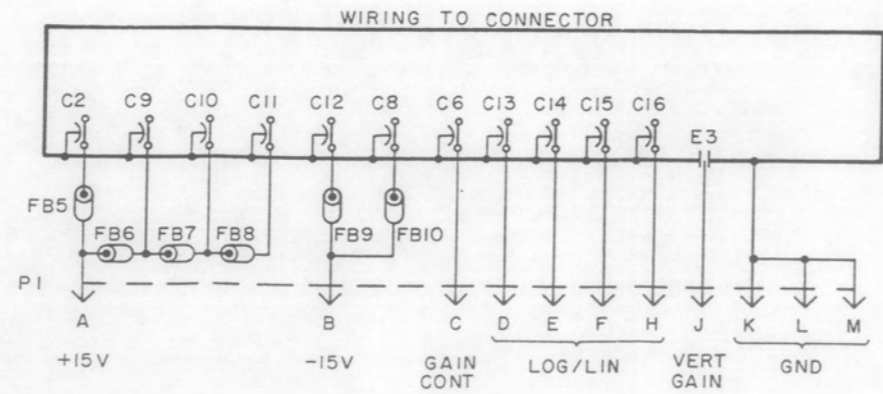 WIRING TO CONNECTOR
C2 C9 C10 C11 C12 C8 C6 C13 C14 C15 C16 E3
FB5
FB6 FB7 FB8 FB9 FB10
P1
A B C D E F H J K L M
+15V -15V GAIN CONT LOG/LIN VERT GAIN GND